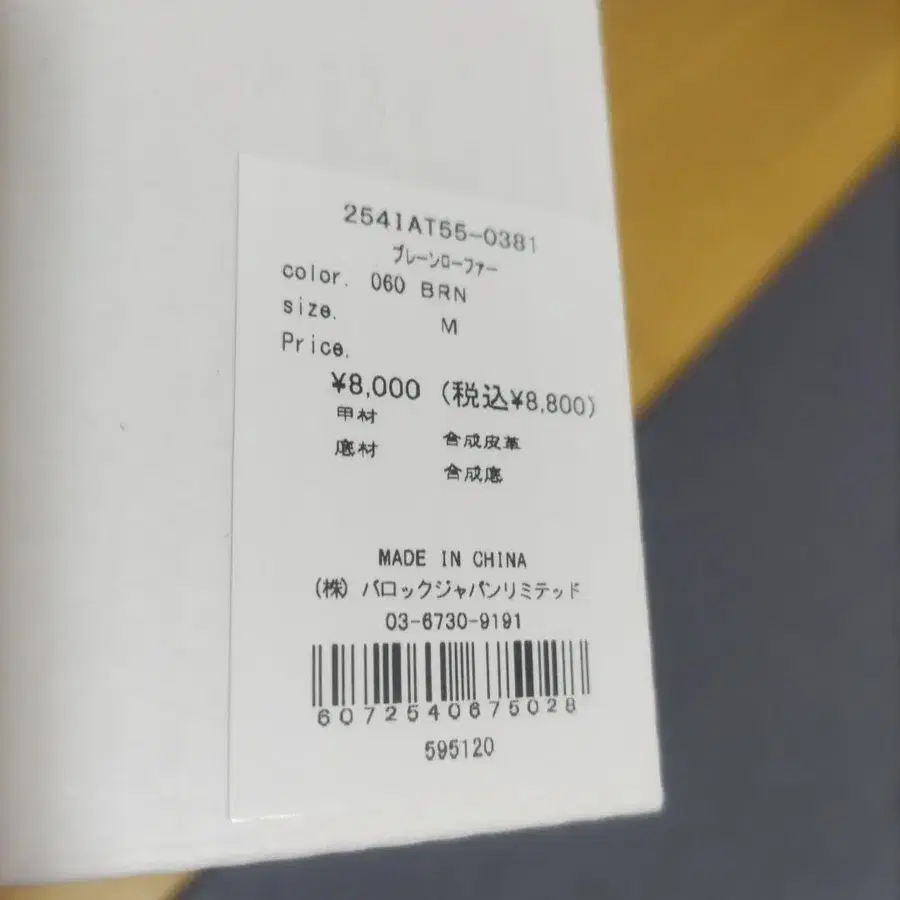 2541AT55-0381
プレーンローファー
color. 060 BRN
size. M
Price.
¥8,000 (税込¥8,800)
甲材 合成皮革
底材 合成底
MADE IN CHINA
(株) バロックジャパンリミテッド
03-6730-9191
6072540675028
595120